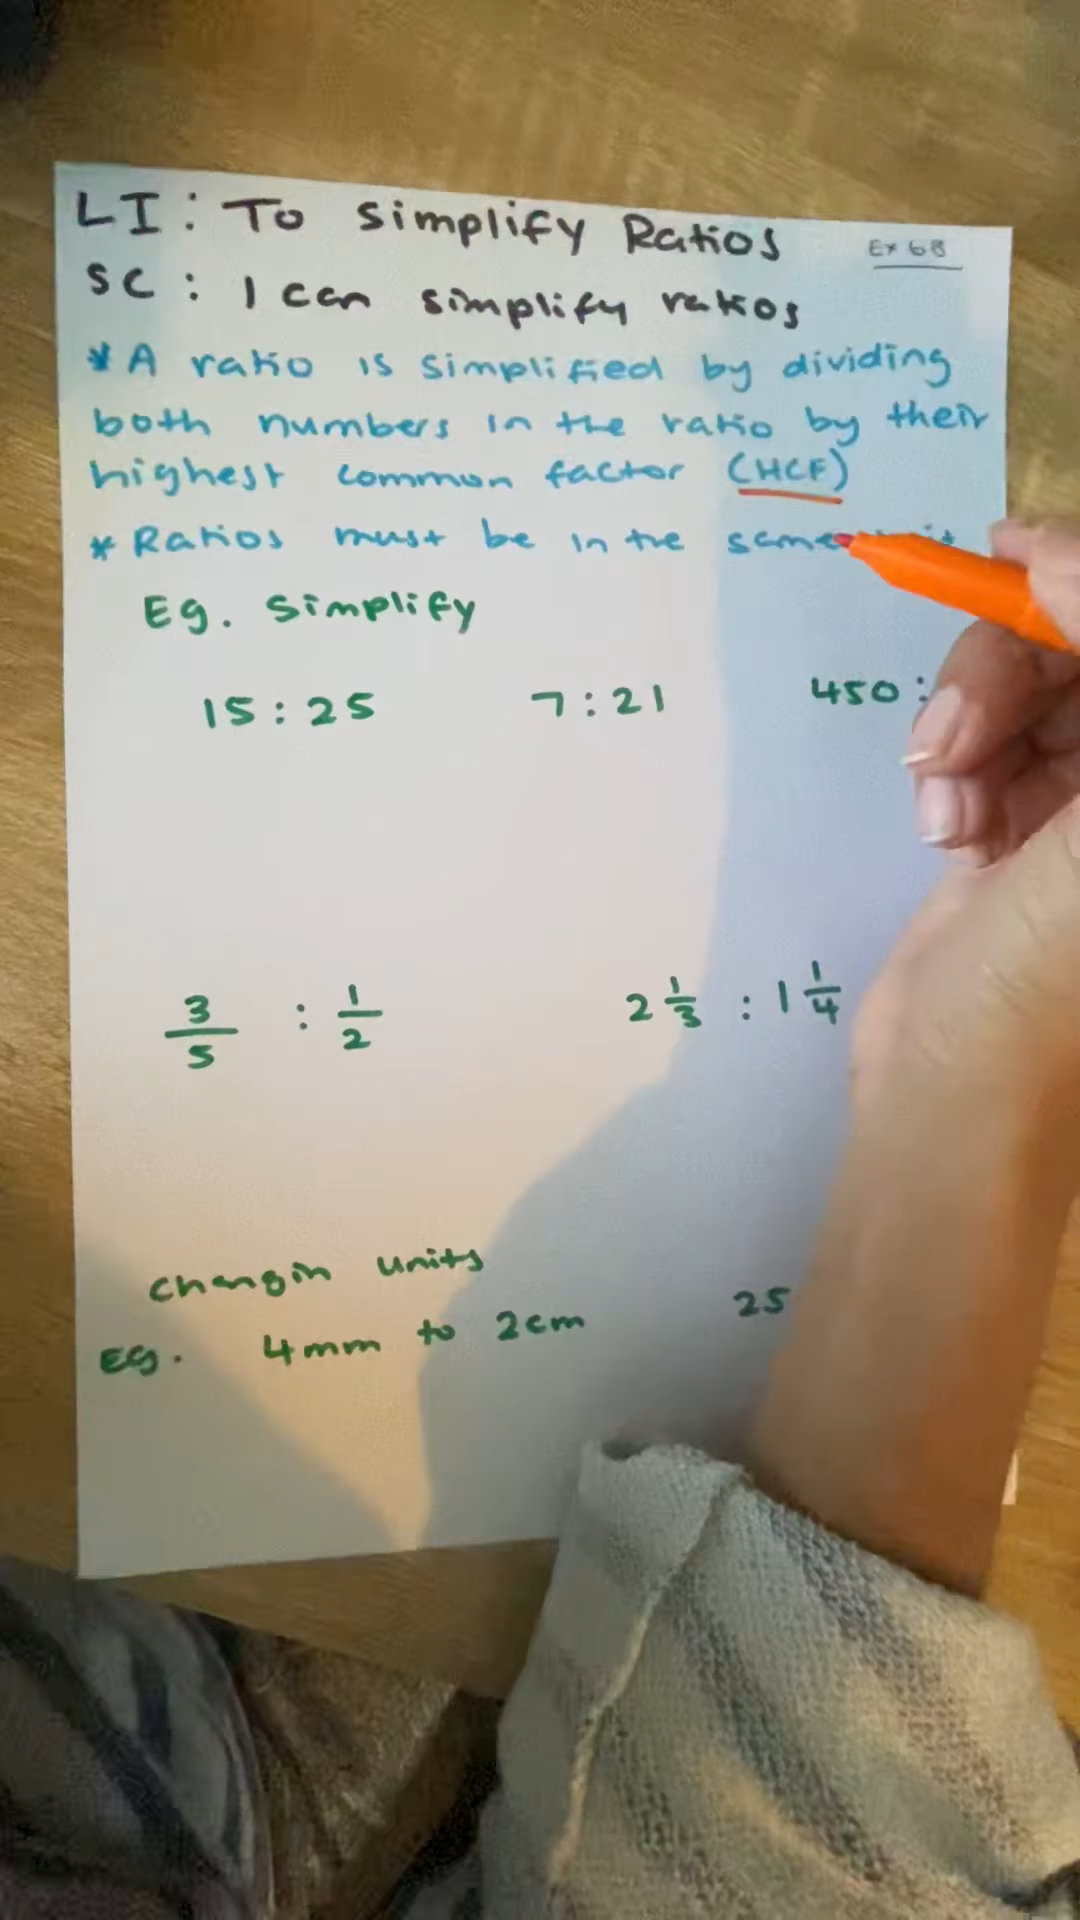 LI: To simplify Ratios
Ex 6B
SC: I can simplify ratios
* A ratio is simplified by dividing
both numbers in the ratio by their
highest common factor (HCF)
* Ratios must be in the same
Eg. Simplify
15:25 7:21 450:
3/5 : 1/2 2 1/3 : 1 1/4
Changin units
EG. 4mm to 2cm 25